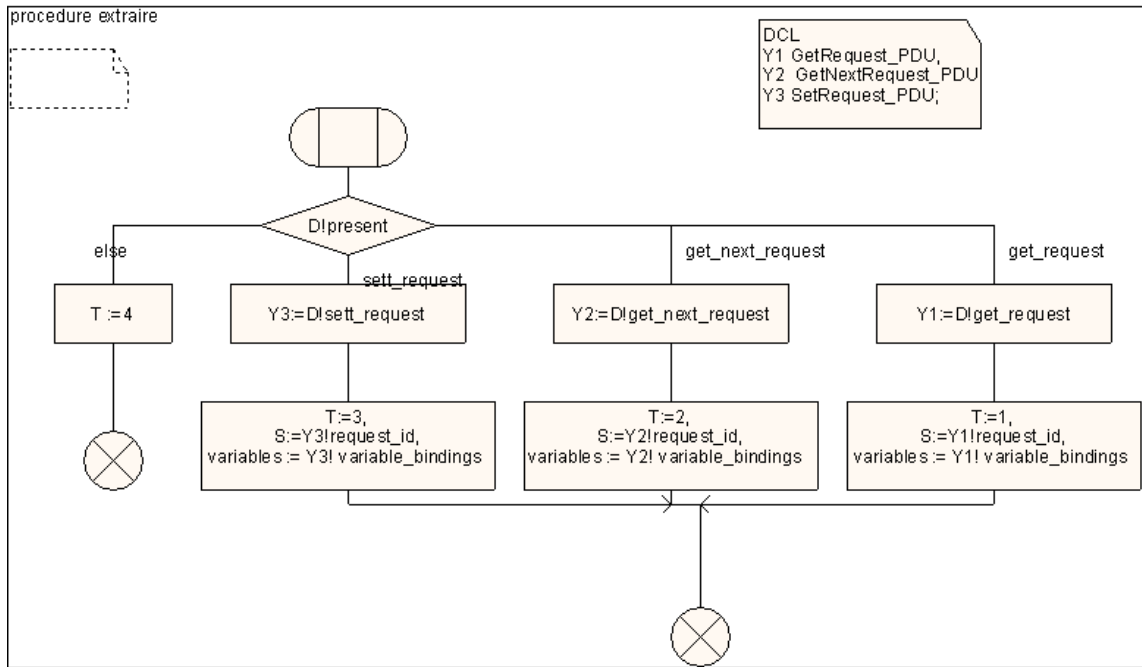 procedure extraire
DCL
Y1 GetRequest_PDU,
Y2 GetNextRequest_PDU
Y3 SetRequest_PDU;
D!present
else
sett_request
get_next_request
get_request
T :=4
Y3:=D!sett_request
Y2:=D!get_next_request
Y1:=D!get_request
T:=3,
S:=Y3!request_id,
variables := Y3! variable_bindings
T:=2,
S:=Y2!request_id,
variables := Y2! variable_bindings
T:=1,
S:=Y1!request_id,
variables := Y1! variable_bindings